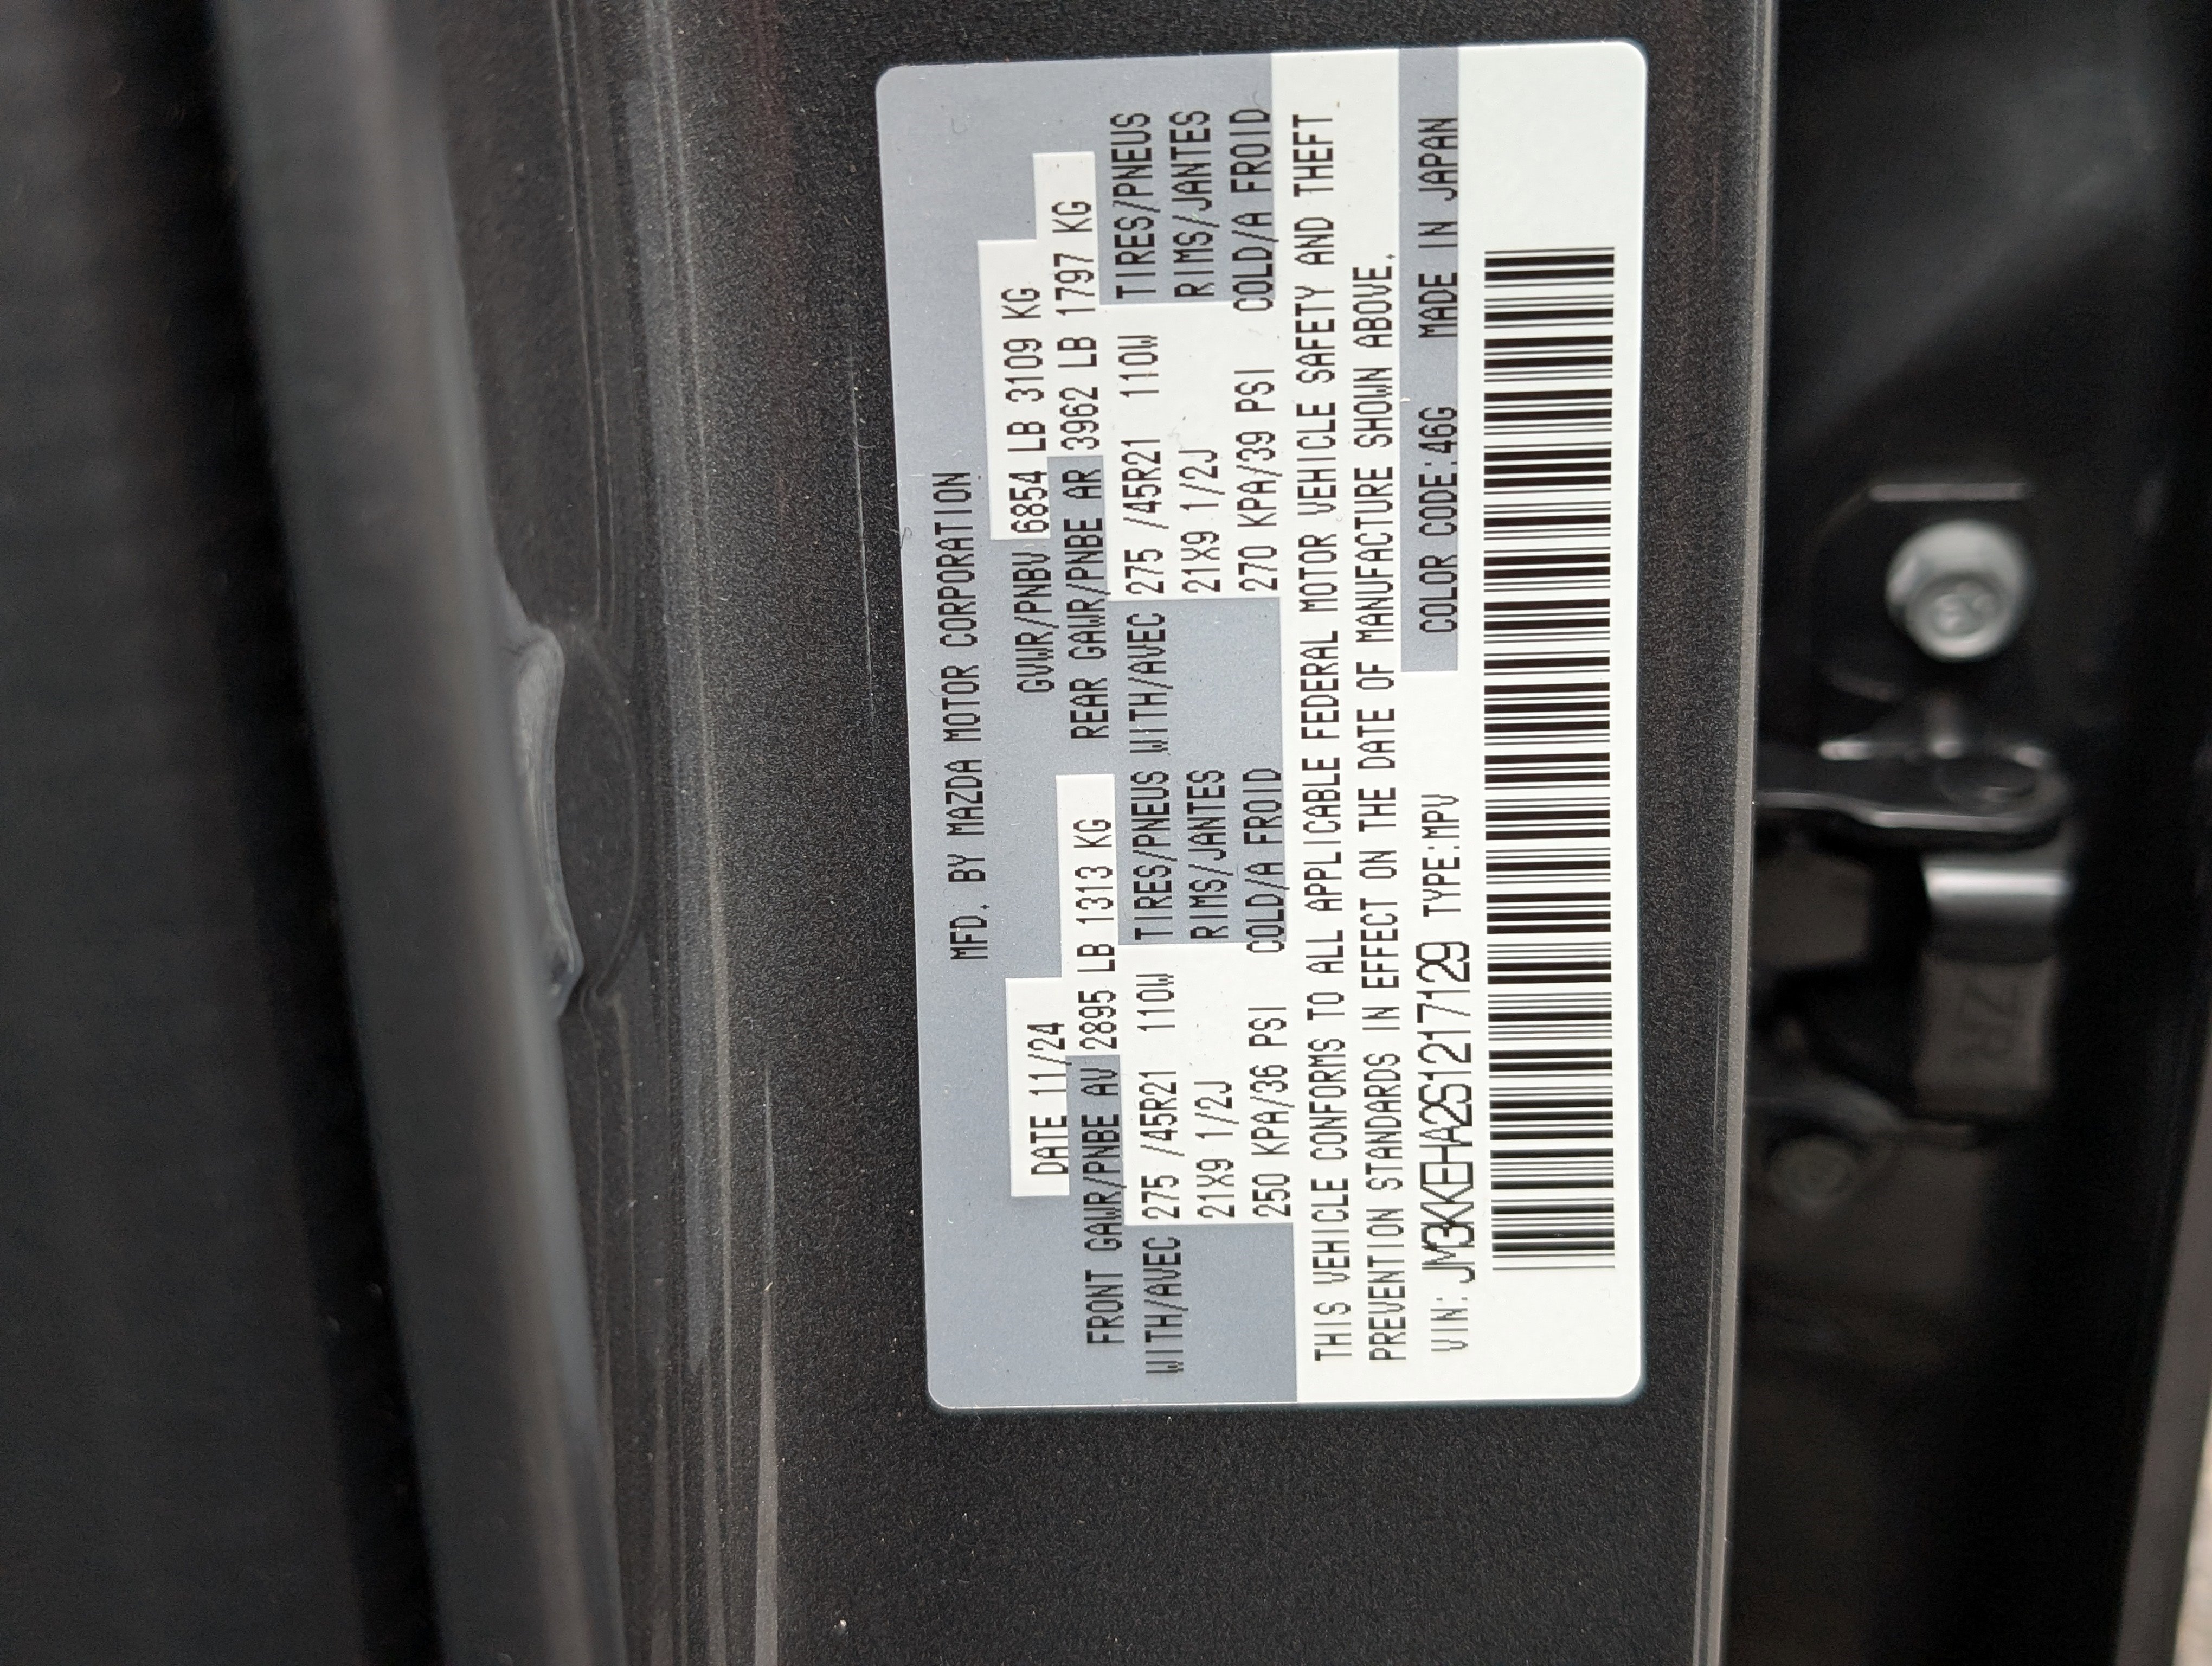 MFD. BY MAZDA MOTOR CORPORATION
DATE 11/24 GVWR/PNBV 6854 LB 3109 KG
FRONT GAWR/PNBE AV 2895 LB 1313 KG REAR GAWR/PNBE AR 3962 LB 1797 KG
WITH/AVEC 275 /45R21 110W TIRES/PNEUS WITH/AVEC 275 /45R21 110W TIRES/PNEUS
21X9 1/2J RIMS/JANTES 21X9 1/2J RIMS/JANTES
250 KPA/36 PSI COLD/A FROID 270 KPA/39 PSI COLD/A FROID
THIS VEHICLE CONFORMS TO ALL APPLICABLE FEDERAL MOTOR VEHICLE SAFETY AND THEFT
PREVENTION STANDARDS IN EFFECT ON THE DATE OF MANUFACTURE SHOWN ABOVE.
VIN: JM3KKEHA2S1217129 TYPE:MPV COLOR CODE:46G MADE IN JAPAN
7R